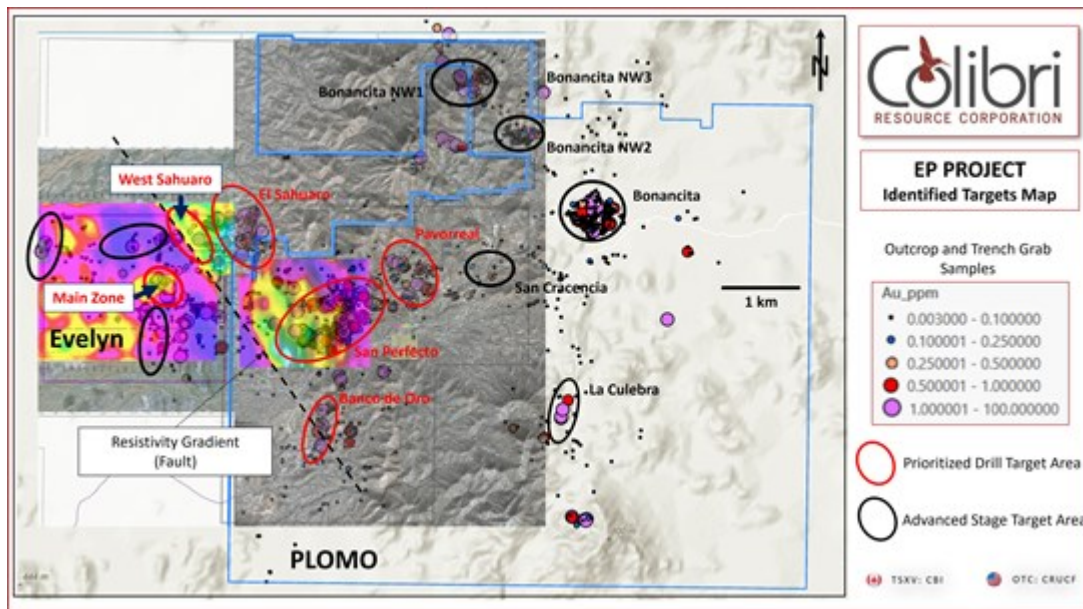 Bonancita NW1
Bonancita NW3
Bonancita NW2
N
West Sahuaro
El Sahuaro
Bonancita
Pavorreal
San Cracencia
Main Zone
Evelyn
1 km
San Perfecto
Banco de Oro
La Culebra
Resistivity Gradient
(Fault)
PLOMO
Colibri
RESOURCE CORPORATION
EP PROJECT
Identified Targets Map
Outcrop and Trench Grab
Samples
Au_ppm
0.003000 - 0.100000
0.100001 - 0.250000
0.250001 - 0.500000
0.500001 - 1.000000
1.000001 - 100.000000
Prioritized Drill Target Area
Advanced Stage Target Area
TSXV: CBI
OTC: CRUCF